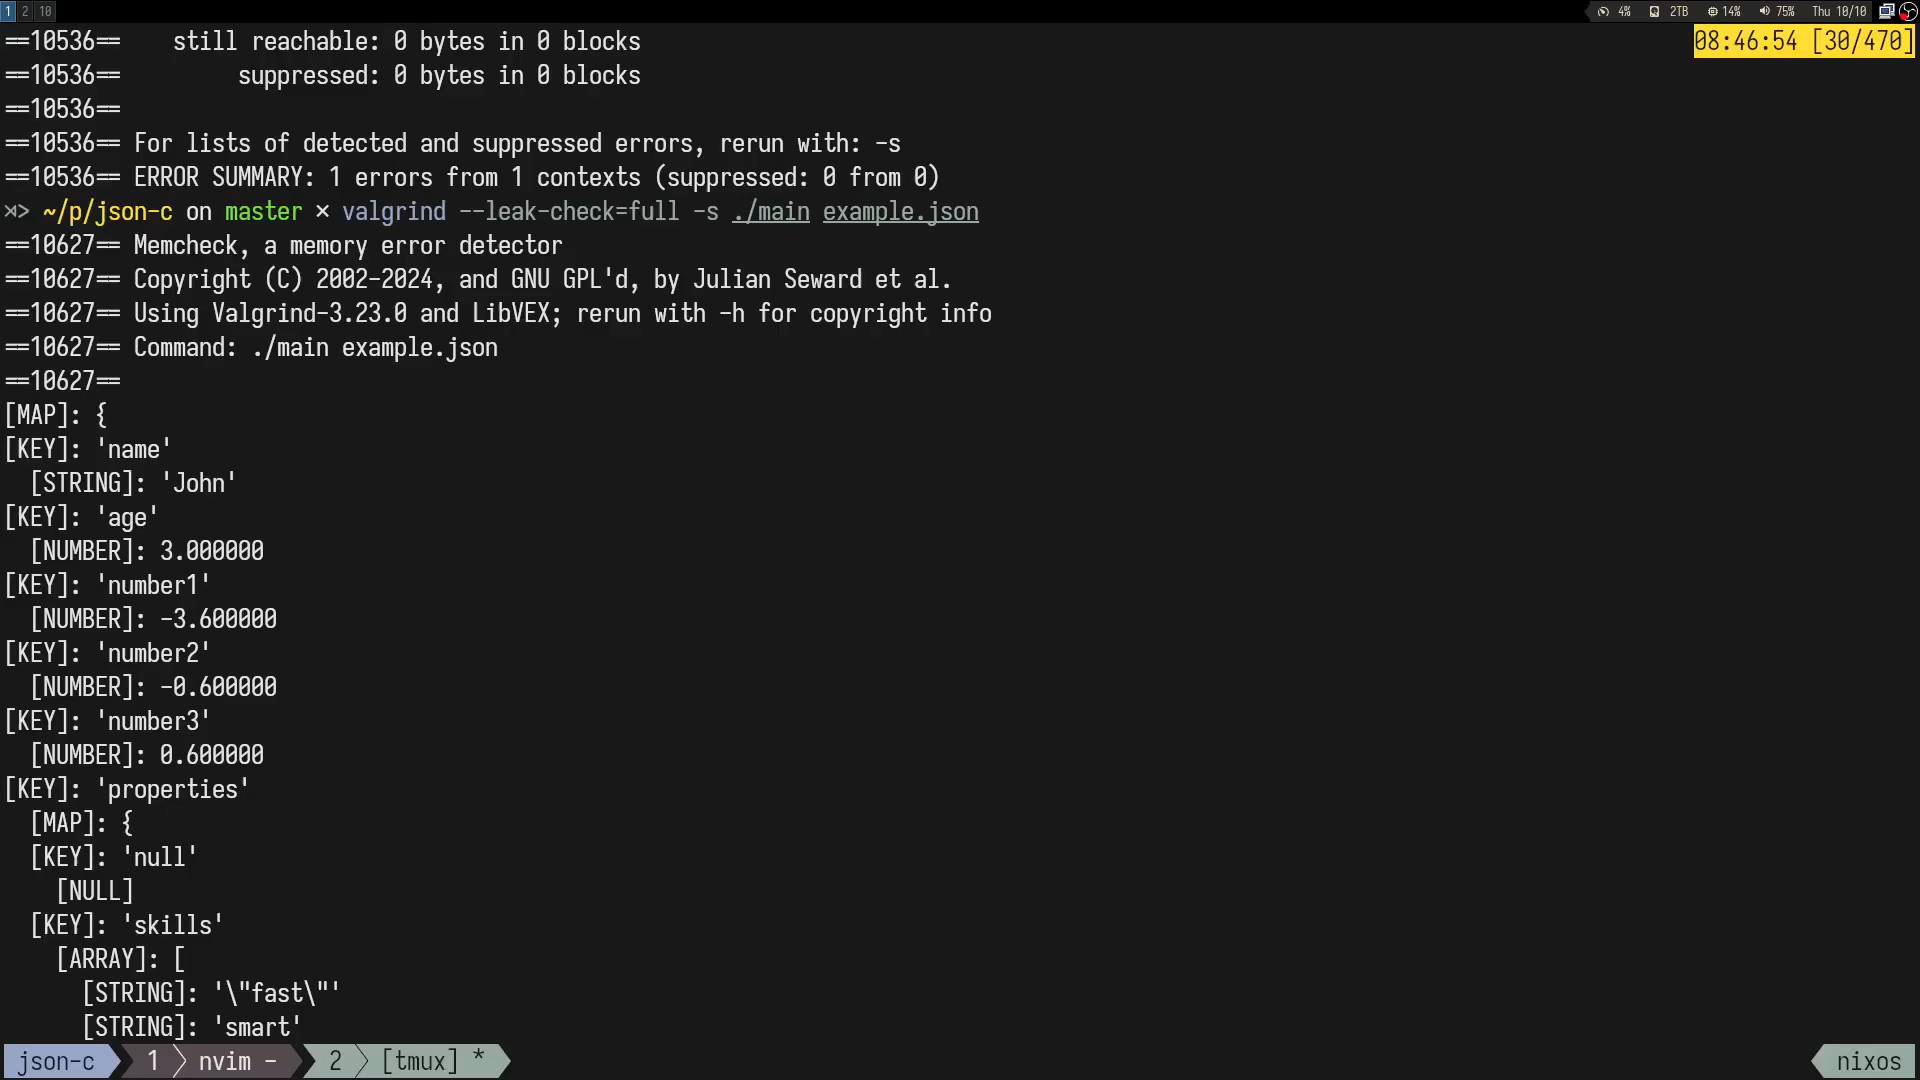 1 2 10 4% 2TB 14% 75% Thu 10/10
==10536== still reachable: 0 bytes in 0 blocks
08:46:54 [30/470]
==10536== suppressed: 0 bytes in 0 blocks
==10536==
==10536== For lists of detected and suppressed errors, rerun with: -s
==10536== ERROR SUMMARY: 1 errors from 1 contexts (suppressed: 0 from 0)
⋊> ~/p/json-c on master × valgrind --leak-check=full -s ./main example.json
==10627== Memcheck, a memory error detector
==10627== Copyright (C) 2002-2024, and GNU GPL'd, by Julian Seward et al.
==10627== Using Valgrind-3.23.0 and LibVEX; rerun with -h for copyright info
==10627== Command: ./main example.json
==10627==
[MAP]: {
[KEY]: 'name'
[STRING]: 'John'
[KEY]: 'age'
[NUMBER]: 3.000000
[KEY]: 'number1'
[NUMBER]: -3.600000
[KEY]: 'number2'
[NUMBER]: -0.600000
[KEY]: 'number3'
[NUMBER]: 0.600000
[KEY]: 'properties'
[MAP]: {
[KEY]: 'null'
[NULL]
[KEY]: 'skills'
[ARRAY]: [
[STRING]: '\"fast\"'
[STRING]: 'smart'
json-c 1 nvim - 2 [tmux] * nixos